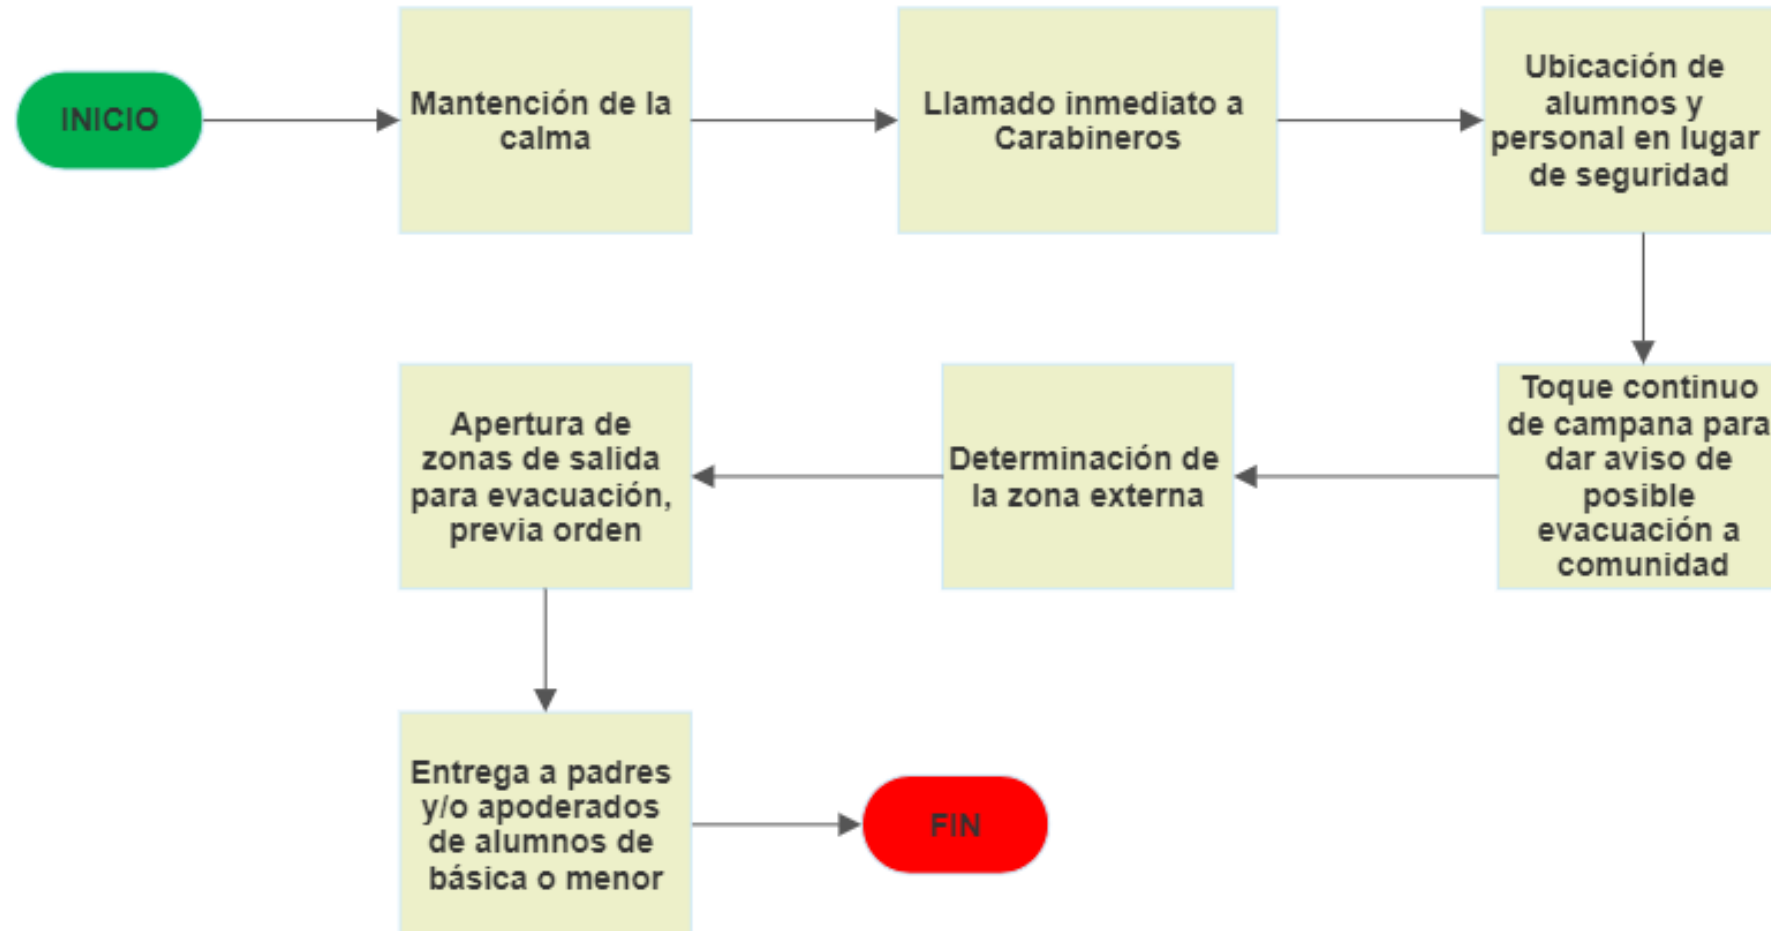 INICIO
Mantención de la
calma
Llamado inmediato a
Carabineros
Ubicación de
alumnos y
personal en lugar
de seguridad
Toque continuo
de campana para
dar aviso de
posible
evacuación a
comunidad
Determinación de
la zona externa
Apertura de
zonas de salida
para evacuación,
previa orden
Entrega a padres
y/o apoderados
de alumnos de
básica o menor
FIN